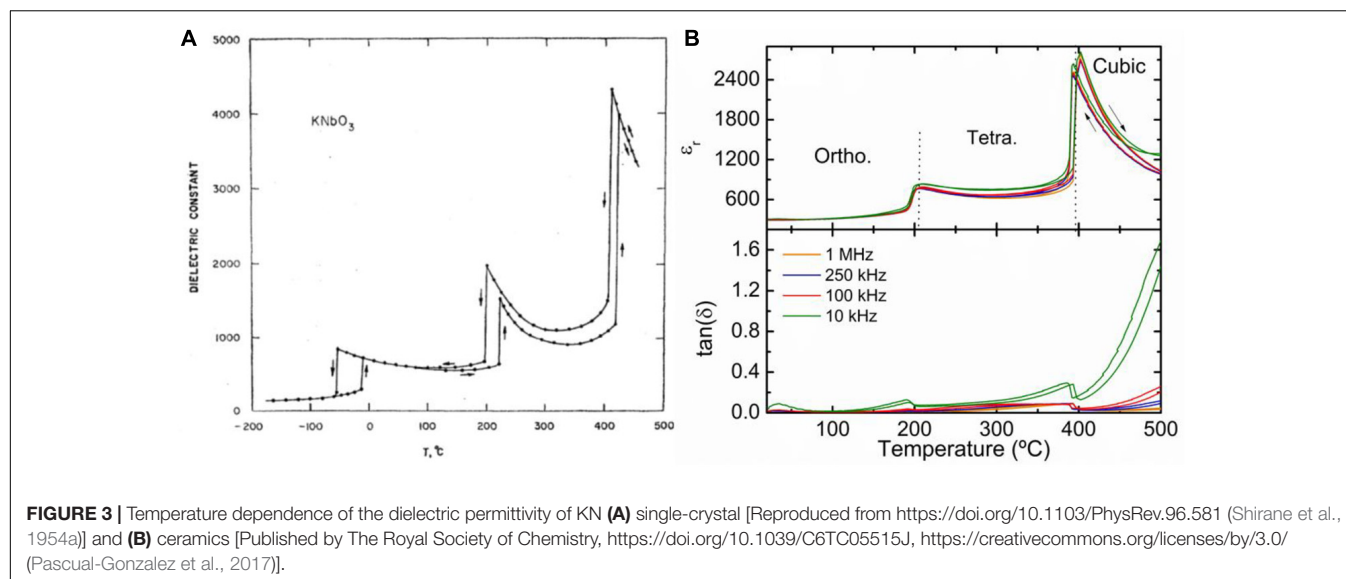 A
5000
4000
3000
2000
1000
0
DIELECTRIC CONSTANT
KNbO₃
-200 -100 0 100 200 300 400 500
T, °C
B
2400
1800
1200
600
εr
Ortho.
Tetra.
Cubic
1.6
1.2
0.8
0.4
0.0
tan(δ)
1 MHz
250 kHz
100 kHz
10 kHz
100 200 300 400 500
Temperature (ºC)
FIGURE 3 | Temperature dependence of the dielectric permittivity of KN (A) single-crystal [Reproduced from https://doi.org/10.1103/PhysRev.96.581 (Shirane et al.,
1954a)] and (B) ceramics [Published by The Royal Society of Chemistry, https://doi.org/10.1039/C6TC05515J, https://creativecommons.org/licenses/by/3.0/
(Pascual-Gonzalez et al., 2017)].